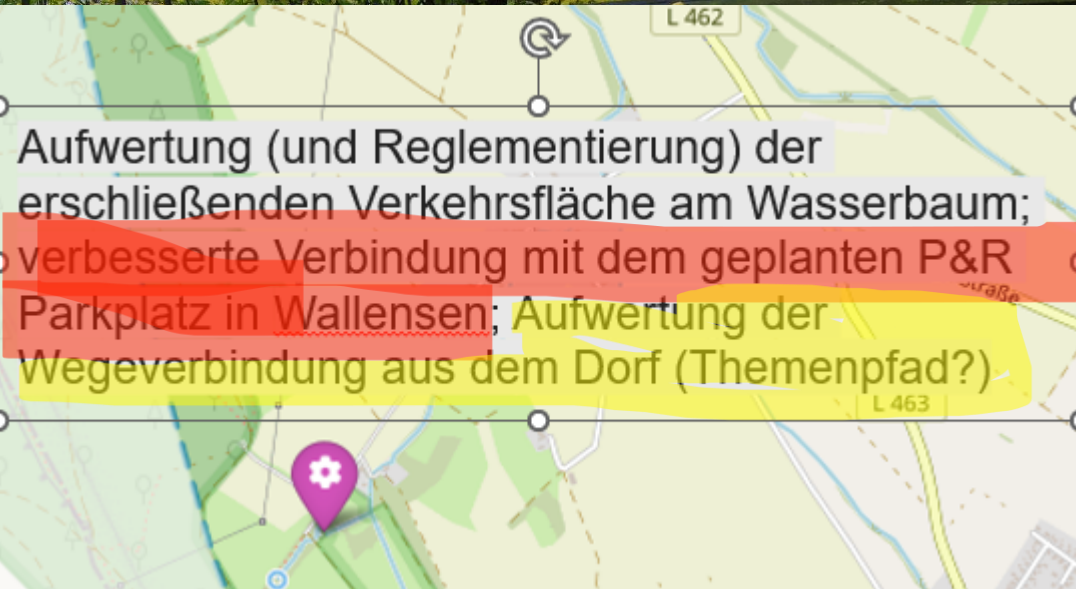 L 462
Aufwertung (und Reglementierung) der
erschließenden Verkehrsfläche am Wasserbaum;
verbesserte Verbindung mit dem geplanten P&R
straße
Parkplatz in Wallensen; Aufwertung der
Wegeverbindung aus dem Dorf (Themenpfad?)
L 463